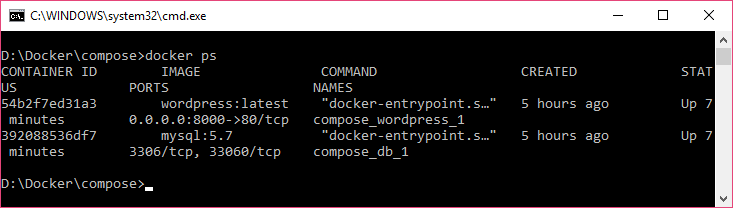 C:\WINDOWS\system32\cmd.exe
D:\Docker\compose>docker ps
CONTAINER ID        IMAGE               COMMAND                  CREATED             STAT
US              PORTS                  NAMES
54b2f7ed31a3        wordpress:latest    "docker-entrypoint.s…"   5 hours ago         Up 7
 minutes        0.0.0.0:8000->80/tcp   compose_wordpress_1
392088536df7        mysql:5.7           "docker-entrypoint.s…"   5 hours ago         Up 7
 minutes        3306/tcp, 33060/tcp    compose_db_1
D:\Docker\compose>